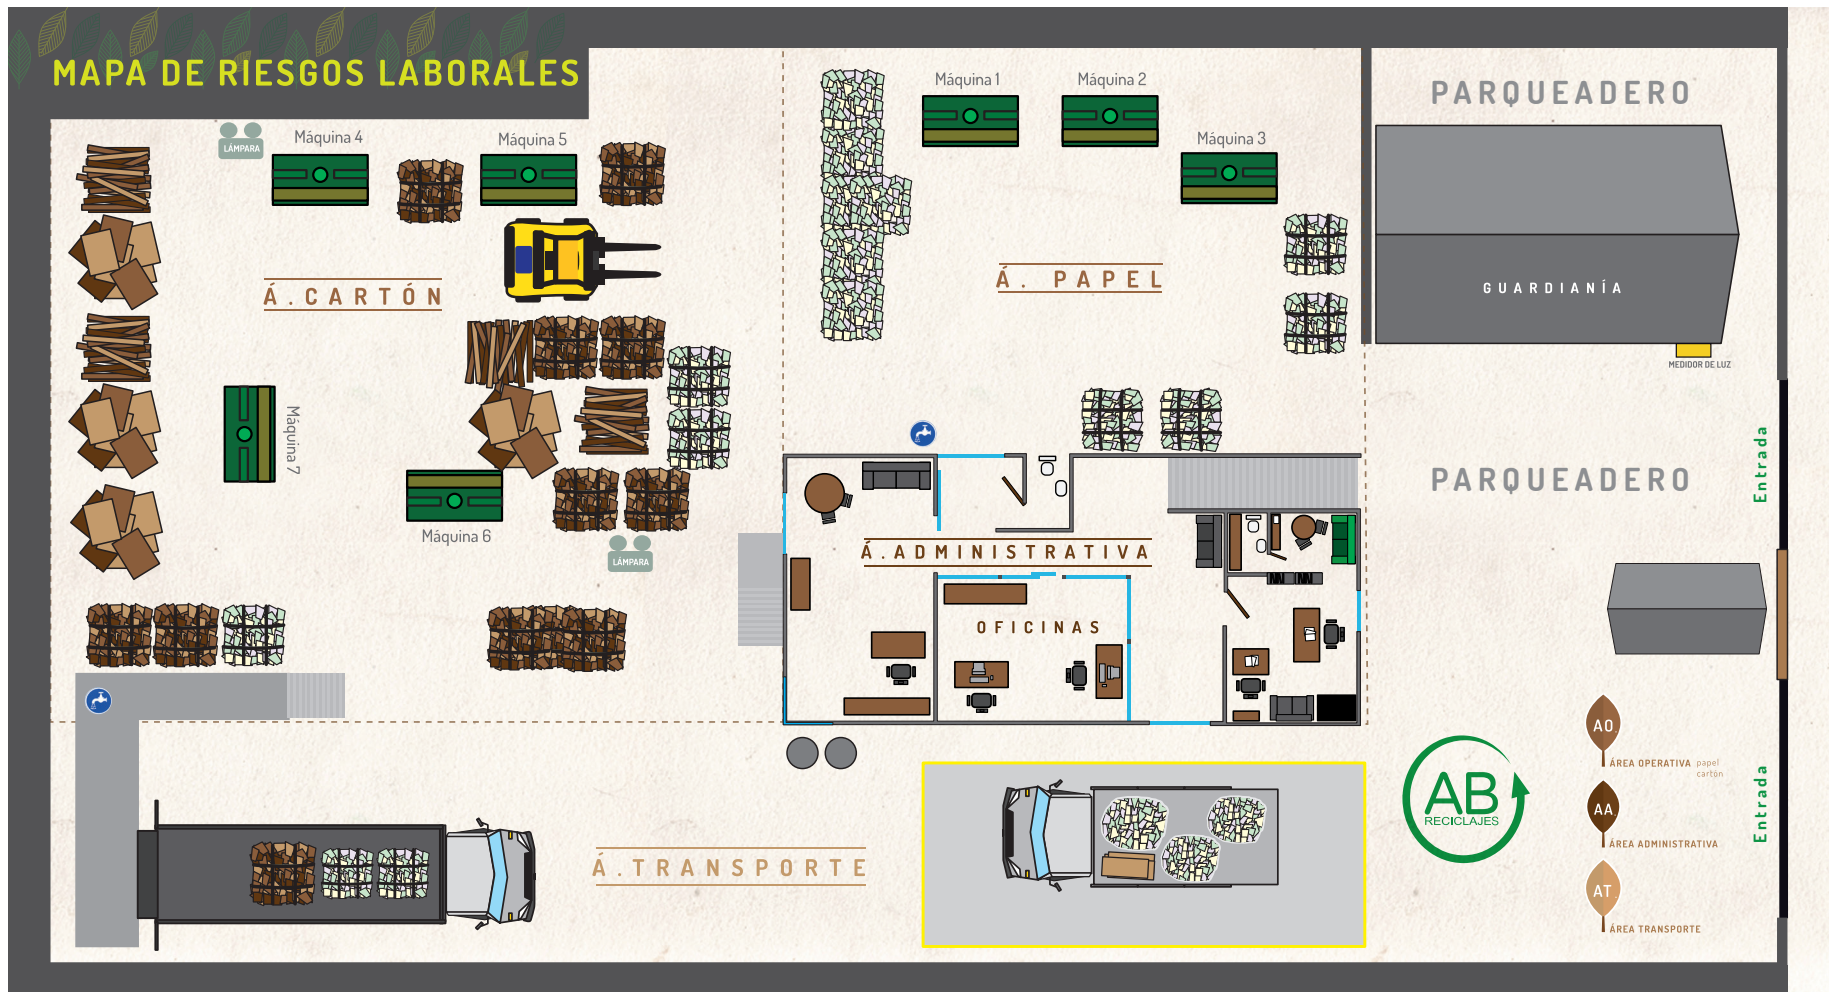 MAPA DE RIESGOS LABORALES
LÁMPARA
Máquina 4
Máquina 5
Máquina 1
Máquina 2
Máquina 3
PARQUEADERO
Á.CARTÓN
Á. PAPEL
GUARDIANÍA
MEDIDOR DE LUZ
Máquina 7
Máquina 6
LÁMPARA
PARQUEADERO
Entrada
Á.ADMINISTRATIVA
OFICINAS
Á.TRANSPORTE
AB
RECICLAJES
AO.
ÁREA OPERATIVA papel
cartón
AA.
ÁREA ADMINISTRATIVA
AT.
ÁREA TRANSPORTE
Entrada